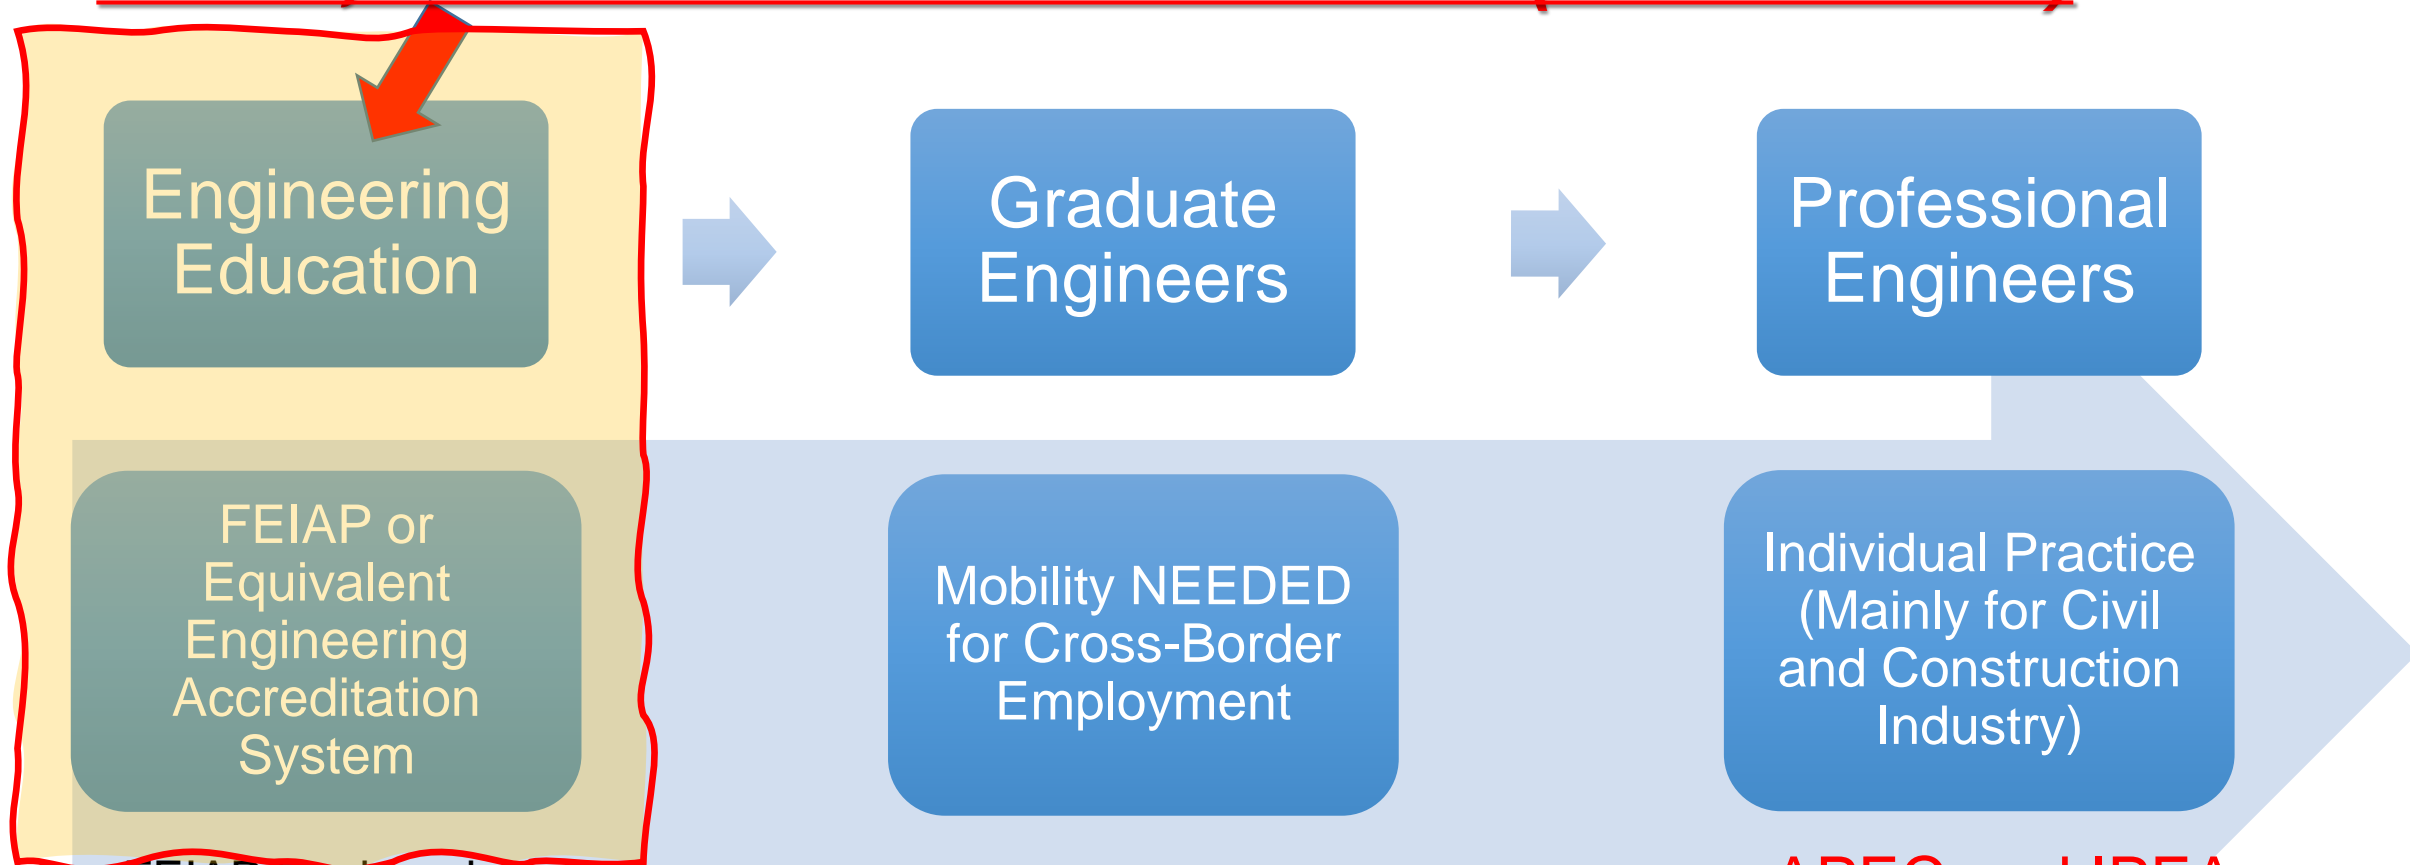 Engineering
Education
Graduate
Engineers
Professional
Engineers
FEIAP or
Equivalent
Engineering
Accreditation
System
Mobility NEEDED
for Cross-Border
Employment
Individual Practice
(Mainly for Civil
and Construction
Industry)